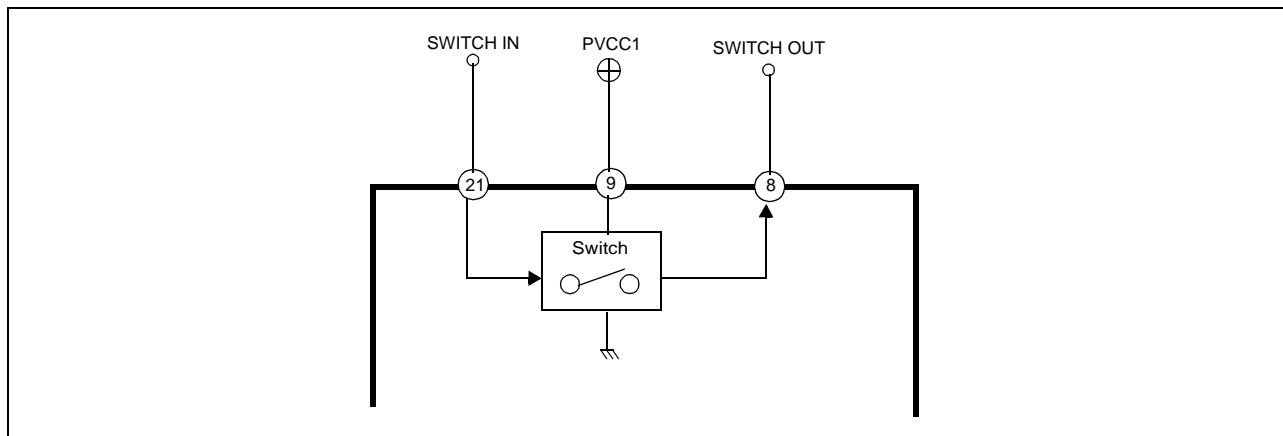 SWITCH IN
PVCC1
SWITCH OUT
21
9
8
Switch